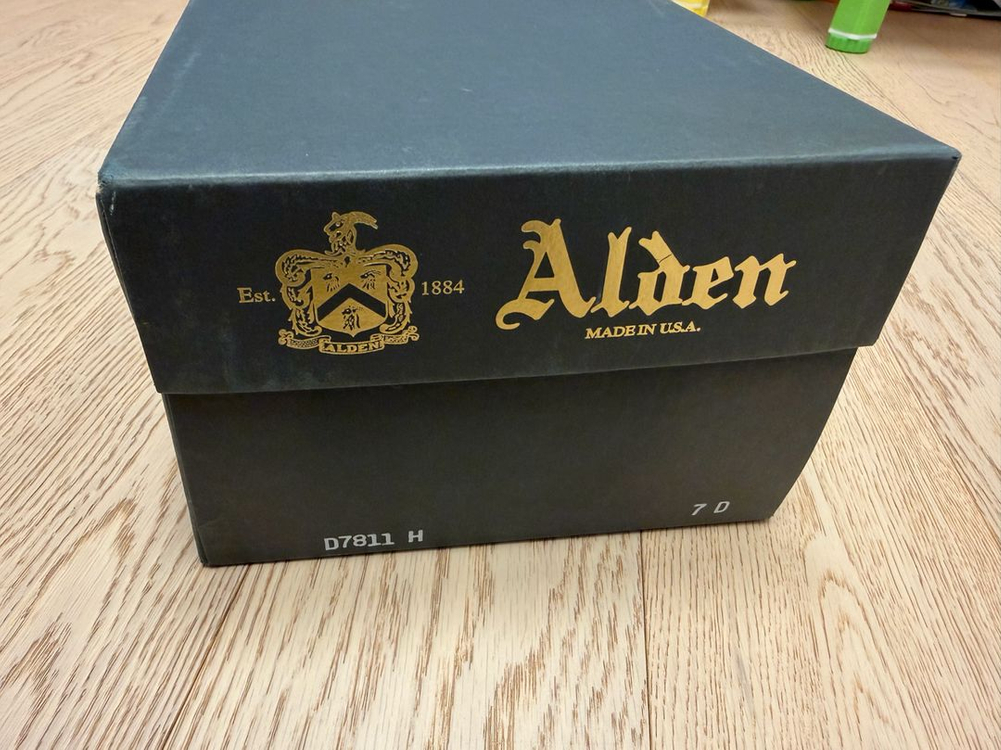 Est. 1884
ALDEN
Alden
MADE IN U.S.A.
D7811 H
7 D